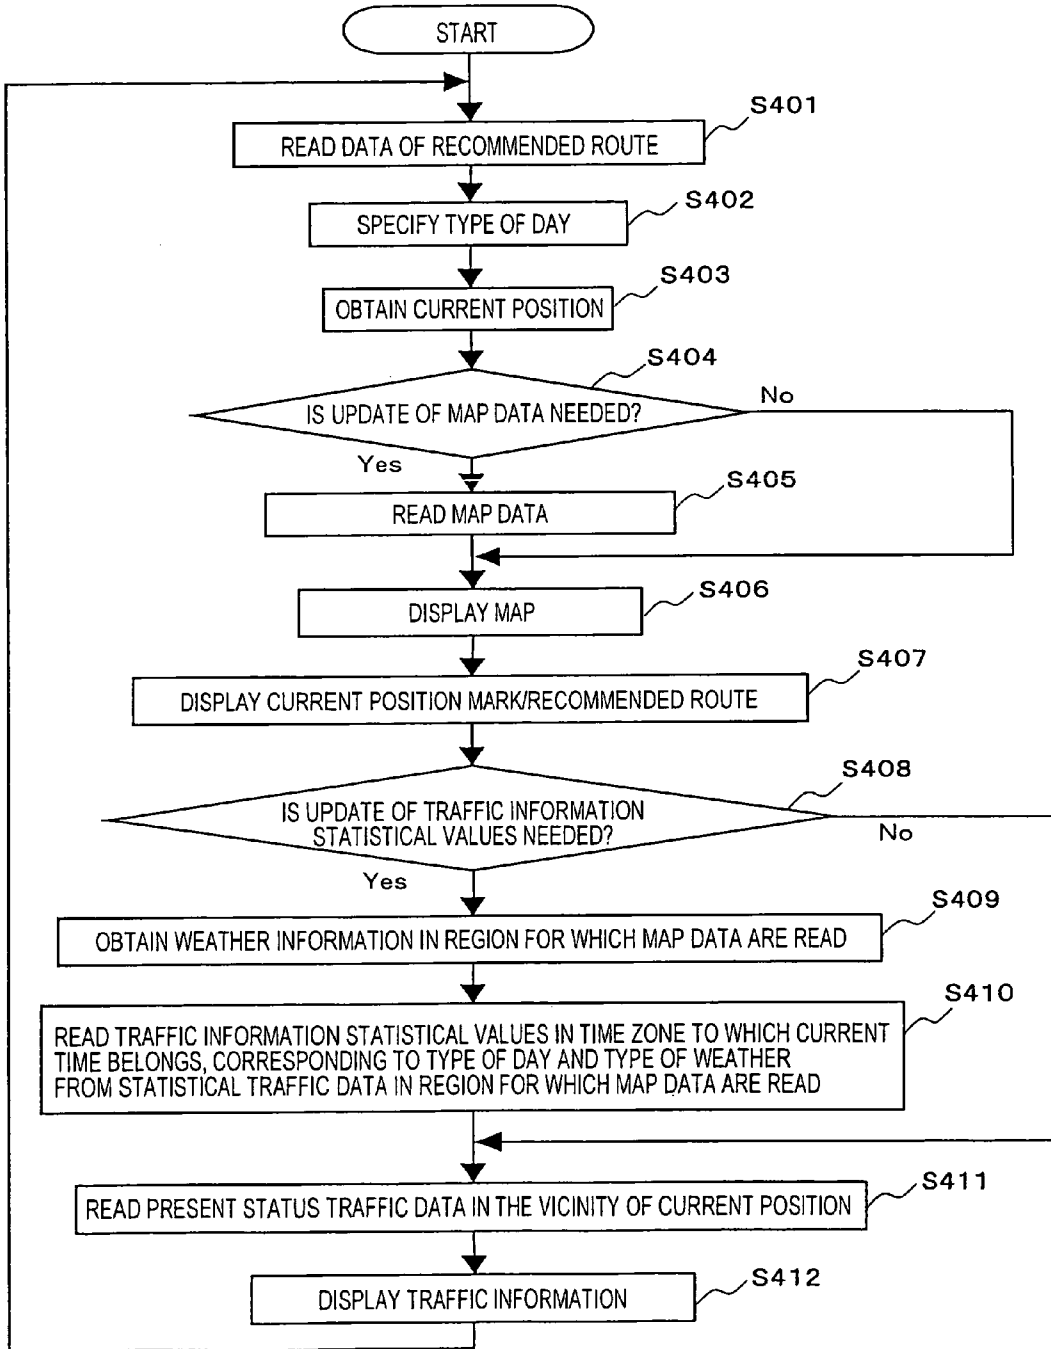 START
S401
READ DATA OF RECOMMENDED ROUTE
S402
SPECIFY TYPE OF DAY
S403
OBTAIN CURRENT POSITION
S404
IS UPDATE OF MAP DATA NEEDED?
No
Yes
S405
READ MAP DATA
S406
DISPLAY MAP
S407
DISPLAY CURRENT POSITION MARK/RECOMMENDED ROUTE
S408
IS UPDATE OF TRAFFIC INFORMATION
STATISTICAL VALUES NEEDED?
No
Yes
S409
OBTAIN WEATHER INFORMATION IN REGION FOR WHICH MAP DATA ARE READ
S410
READ TRAFFIC INFORMATION STATISTICAL VALUES IN TIME ZONE TO WHICH CURRENT
TIME BELONGS, CORRESPONDING TO TYPE OF DAY AND TYPE OF WEATHER
FROM STATISTICAL TRAFFIC DATA IN REGION FOR WHICH MAP DATA ARE READ
S411
READ PRESENT STATUS TRAFFIC DATA IN THE VICINITY OF CURRENT POSITION
S412
DISPLAY TRAFFIC INFORMATION